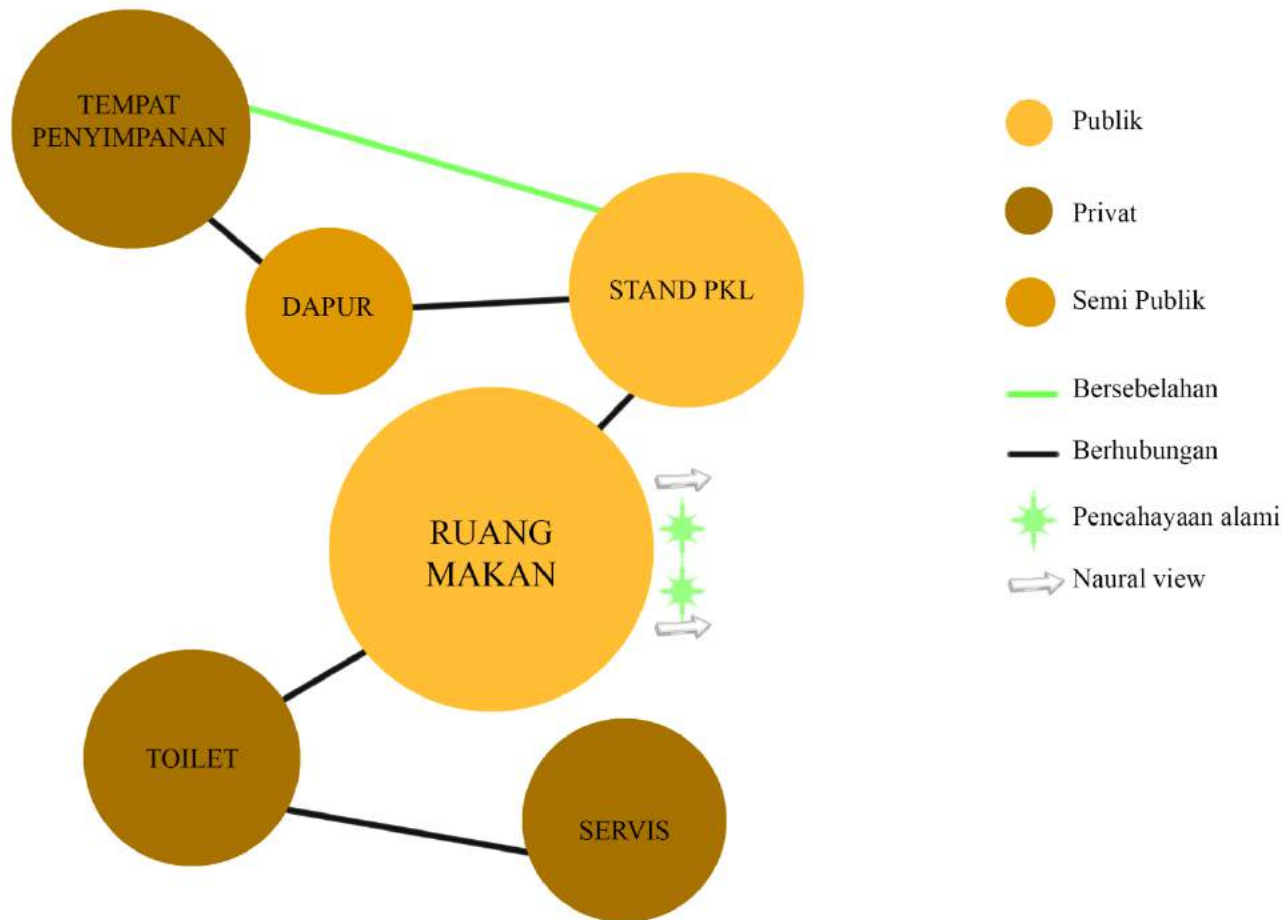 TEMPAT
PENYIMPANAN
DAPUR
STAND PKL
RUANG
MAKAN
TOILET
SERVIS
Publik
Privat
Semi Publik
Bersebelahan
Berhubungan
Pencahayaan alami
Naural view